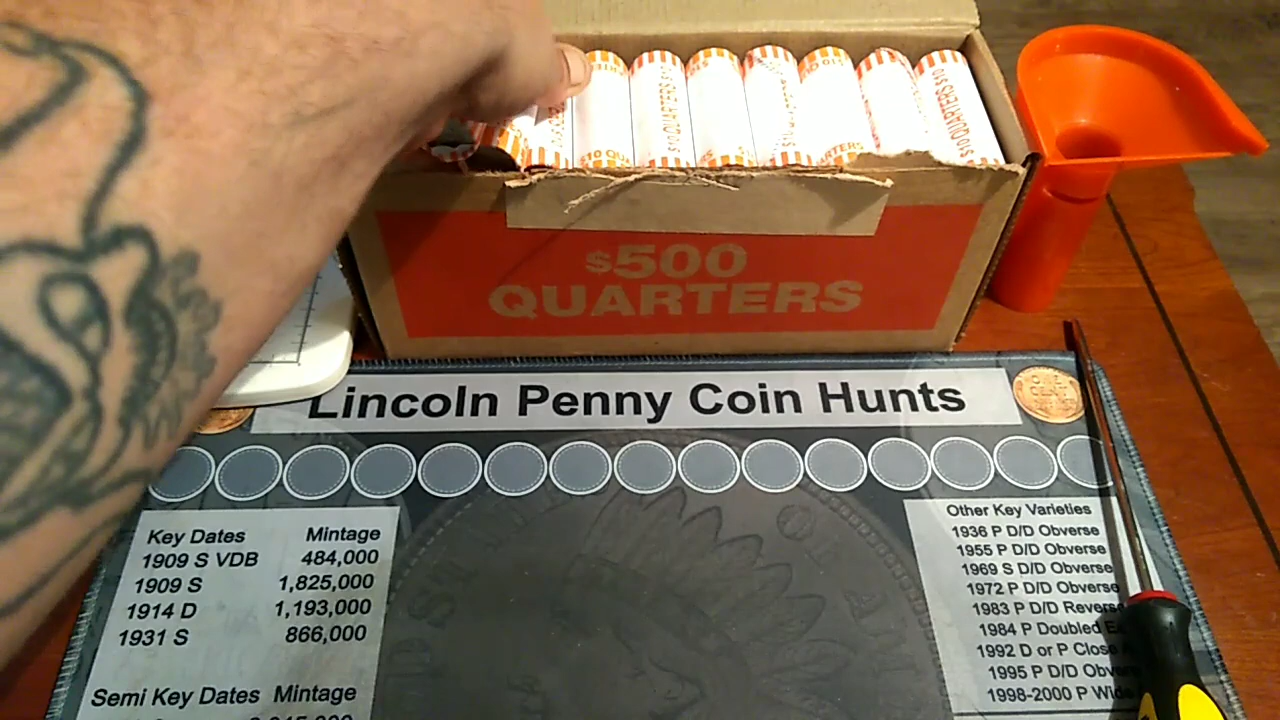 $10 QUARTERS
$10 QUARTERS
$500
QUARTERS
Lincoln Penny Coin Hunts
Key Dates Mintage
1909 S VDB 484,000
1909 S 1,825,000
1914 D 1,193,000
1931 S 866,000
Semi Key Dates Mintage
Other Key Varieties
1936 P D/D Obverse
1955 P D/D Obverse
1969 S D/D Obverse
1972 P D/D Obverse
1983 P D/D Reverse
1984 P Doubled
1992 D or P Close
1995 P D/D Obverse
1998-2000 P Wide